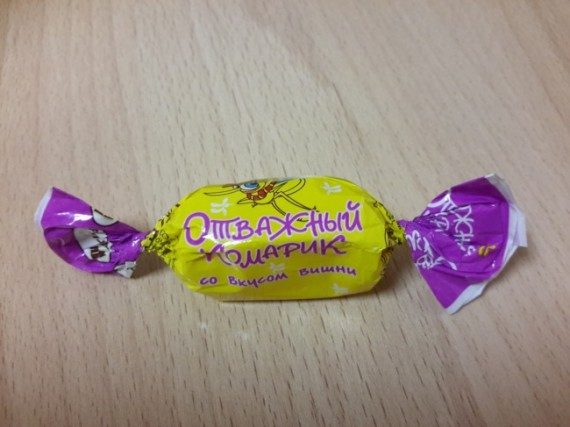 Отважный
комарик
со вкусом вишни